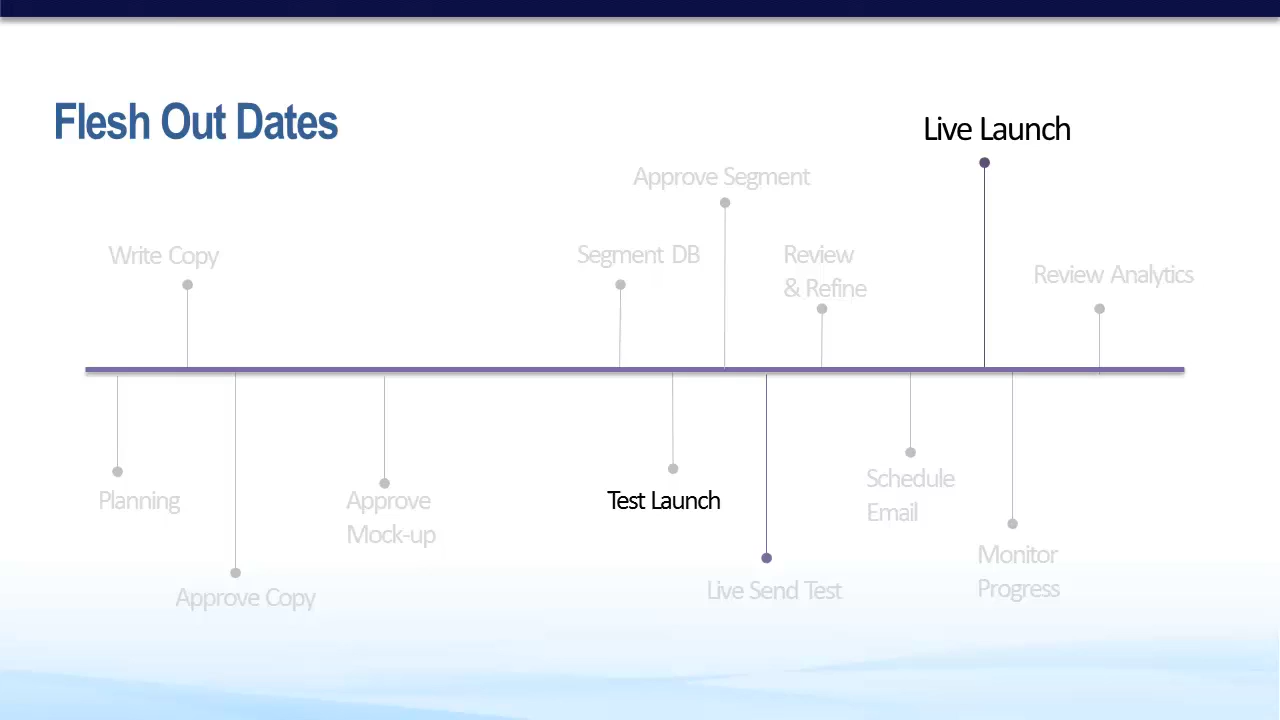 Flesh Out Dates
Live Launch
Approve Segment
Write Copy
Segment DB
Review
& Refine
Review Analytics
Planning
Approve
Mock-up
Test Launch
Schedule
Email
Approve Copy
Live Send Test
Monitor
Progress